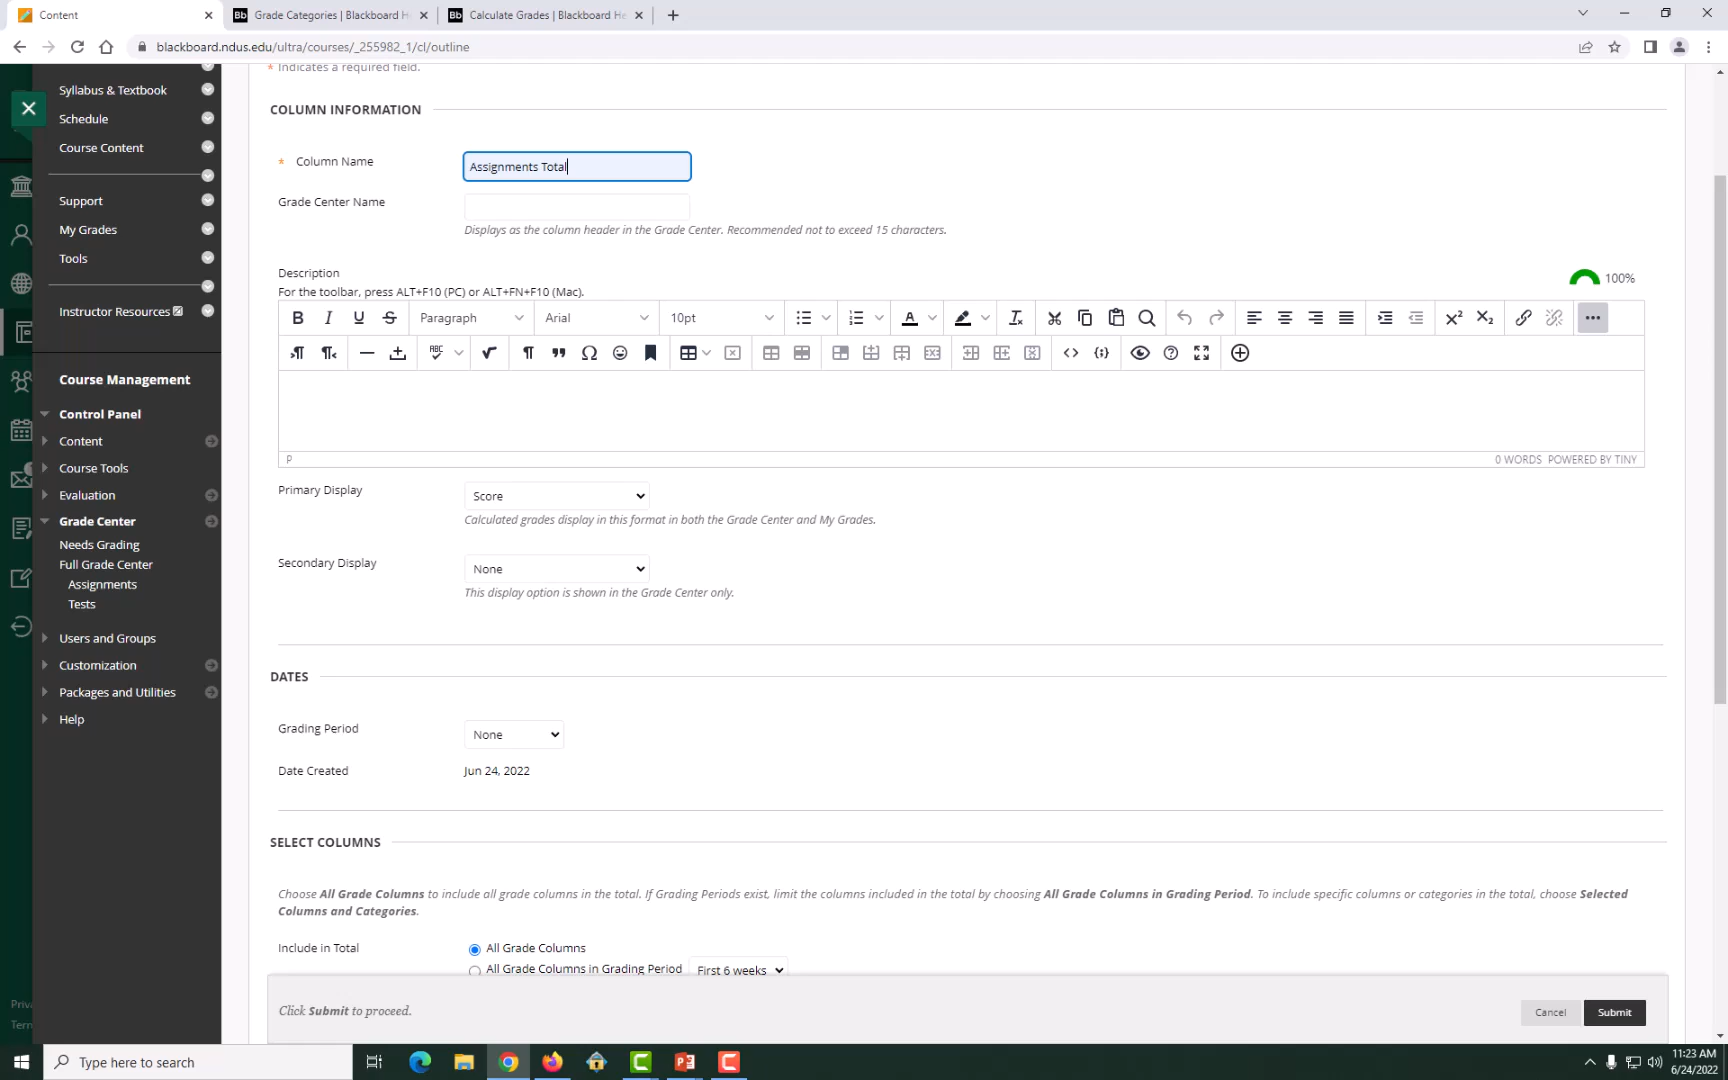 Content
Grade Categories | Blackboard H
Calculate Grades | Blackboard He
blackboard.ndus.edu/ultra/courses/_255982_1/cl/outline
* Indicates a required field.
Syllabus & Textbook
Schedule
Course Content
Support
My Grades
Tools
Instructor Resources
Course Management
Control Panel
Content
Course Tools
Evaluation
Grade Center
Needs Grading
Full Grade Center
Assignments
Tests
Users and Groups
Customization
Packages and Utilities
Help
Priva
Term
COLUMN INFORMATION
* Column Name
Assignments Total
Grade Center Name
Displays as the column header in the Grade Center. Recommended not to exceed 15 characters.
Description
For the toolbar, press ALT+F10 (PC) or ALT+FN+F10 (Mac).
100%
Paragraph
Arial
10pt
P
0 WORDS POWERED BY TINY
Primary Display
Score
Calculated grades display in this format in both the Grade Center and My Grades.
Secondary Display
None
This display option is shown in the Grade Center only.
DATES
Grading Period
None
Date Created
Jun 24, 2022
SELECT COLUMNS
Choose All Grade Columns to include all grade columns in the total. If Grading Periods exist, limit the columns included in the total by choosing All Grade Columns in Grading Period. To include specific columns or categories in the total, choose Selected
Columns and Categories.
Include in Total
All Grade Columns
All Grade Columns in Grading Period
First 6 weeks
Click Submit to proceed.
Cancel
Submit
Type here to search
11:23 AM
6/24/2022